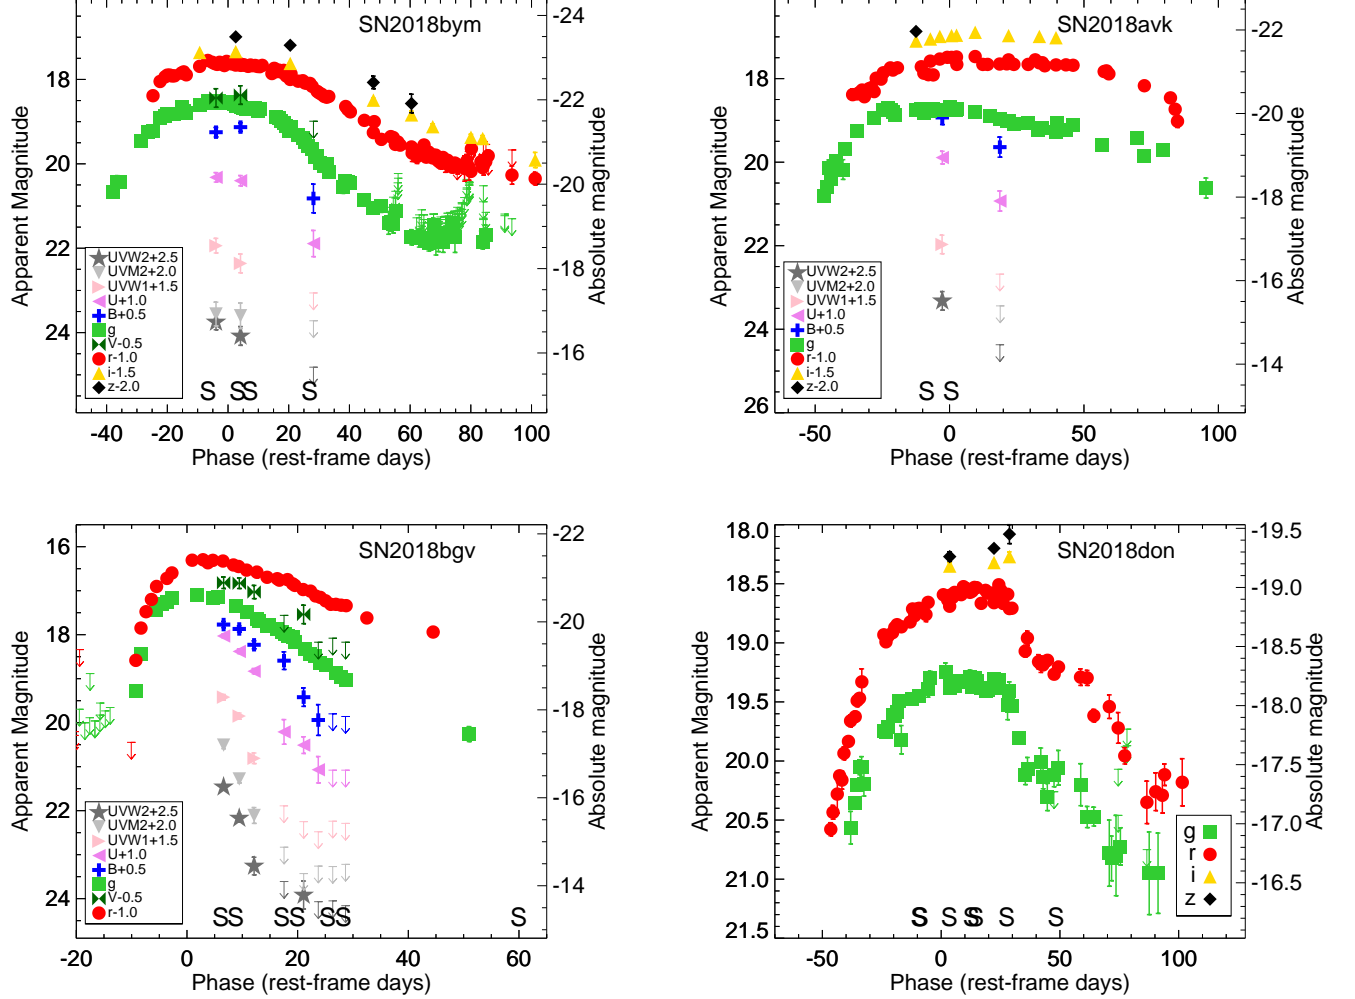 SN2018bym
18
20
22
24
-24
-22
-20
-18
-16
Apparent Magnitude
Absolute magnitude
UVW2+2.5
UVM2+2.0
UVW1+1.5
U+1.0
B+0.5
g
V-0.5
r-1.0
i-1.5
z-2.0
S SS S
-40 -20 0 20 40 60 80 100
Phase (rest-frame days)
SN2018avk
18
20
22
24
26
-22
-20
-18
-16
-14
Apparent Magnitude
Absolute magnitude
UVW2+2.5
UVM2+2.0
UVW1+1.5
U+1.0
B+0.5
g
r-1.0
i-1.5
z-2.0
S S
-50 0 50 100
Phase (rest-frame days)
SN2018bgv
16
18
20
22
24
-22
-20
-18
-16
-14
Apparent Magnitude
Absolute magnitude
UVW2+2.5
UVM2+2.0
UVW1+1.5
U+1.0
B+0.5
g
V-0.5
r-1.0
SS SS SS S
-20 0 20 40 60
Phase (rest-frame days)
SN2018don
18.0
18.5
19.0
19.5
20.0
20.5
21.0
21.5
-19.5
-19.0
-18.5
-18.0
-17.5
-17.0
-16.5
Apparent Magnitude
Absolute magnitude
g
r
i
z
SS S SS S S
-50 0 50 100
Phase (rest-frame days)